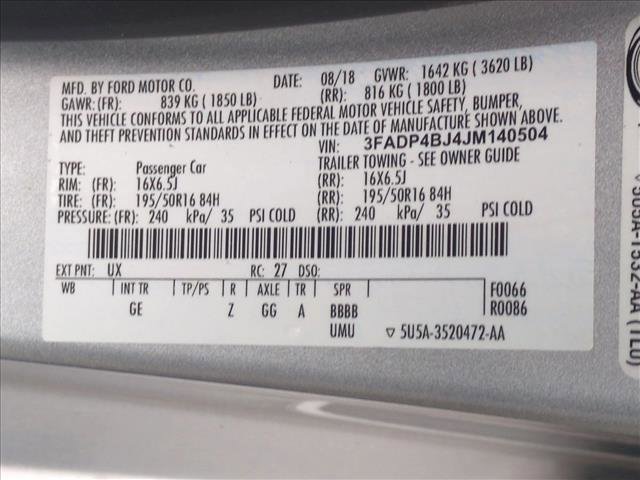 MFD. BY FORD MOTOR CO. DATE: 08/18 GVWR: 1642 KG ( 3620 LB)
GAWR: (FR): 839 KG ( 1850 LB) (RR): 816 KG ( 1800 LB)
THIS VEHICLE CONFORMS TO ALL APPLICABLE FEDERAL MOTOR VEHICLE SAFETY, BUMPER,
AND THEFT PREVENTION STANDARDS IN EFFECT ON THE DATE OF MANUFACTURE SHOWN ABOVE.
VIN: 3FADP4BJ4JM140504
TYPE: Passenger Car TRAILER TOWING - SEE OWNER GUIDE
RIM: (FR): 16X6.5J (RR): 16X6.5J
TIRE: (FR): 195/50R16 84H (RR): 195/50R16 84H
PRESSURE: (FR): 240 kPa/ 35 PSI COLD (RR): 240 kPa/ 35 PSI COLD
EXT PNT: UX RC: 27 DSO:
WB INT TR TP/PS R AXLE TR SPR F0066
GE Z GG A BBBB R0086
UMU ▽ 5U5A-3520472-AA